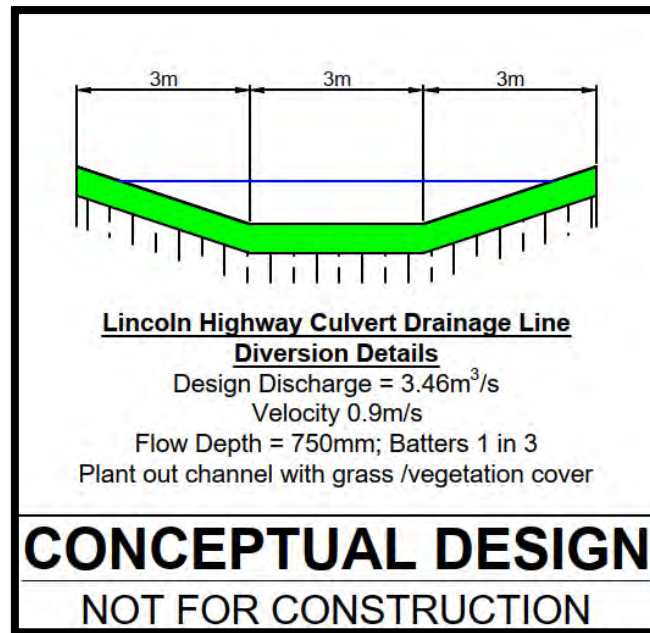 3m 3m 3m
Lincoln Highway Culvert Drainage Line
Diversion Details
Design Discharge = 3.46m³/s
Velocity 0.9m/s
Flow Depth = 750mm; Batters 1 in 3
Plant out channel with grass /vegetation cover
CONCEPTUAL DESIGN
NOT FOR CONSTRUCTION